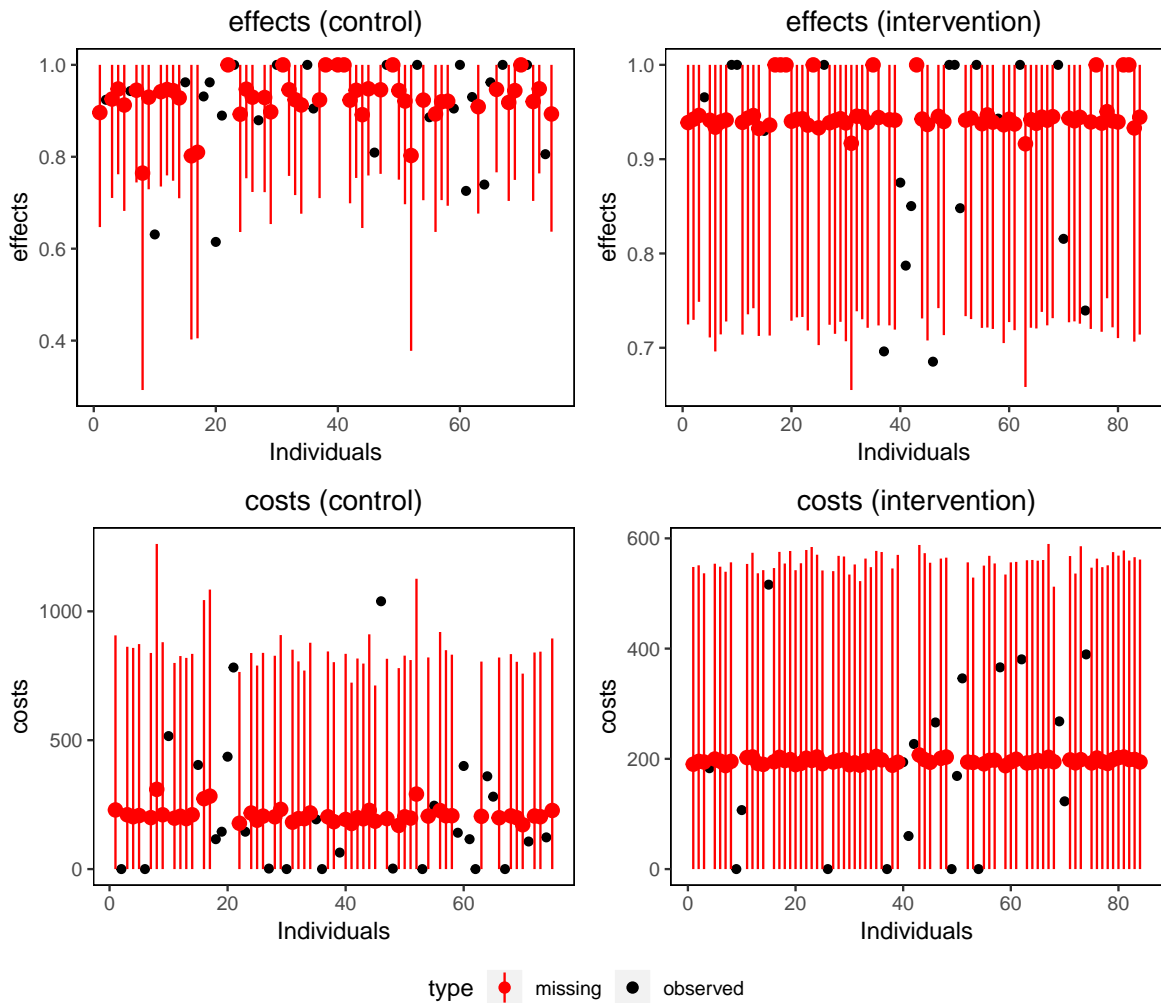 effects (control)
effects (intervention)
1.0
0.8
0.6
0.4
effects
0
20
40
60
Individuals
1.0
0.9
0.8
0.7
effects
0
20
40
60
80
Individuals
costs (control)
costs (intervention)
1000
500
0
costs
0
20
40
60
Individuals
600
400
200
0
costs
0
20
40
60
80
Individuals
type missing observed